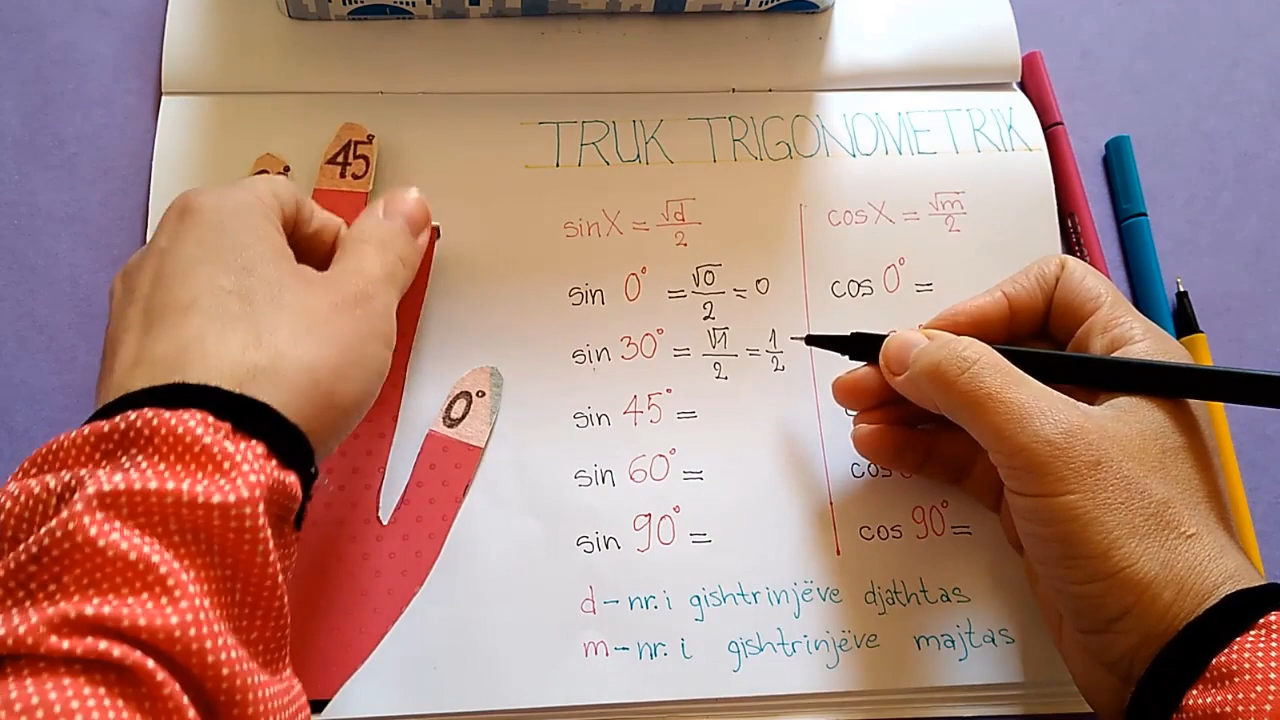 TRUK TRIGONOMETRIK
45°
0°
sinX = √d/2
sin 0° = √0/2 = 0
sin 30° = √1/2 = 1/2
sin 45° =
sin 60° =
sin 90° =
cosX = √m/2
cos 0° =
cos
cos 90° =
d - nr. i gishtrinjëve djathtas
m - nr. i gishtrinjëve majtas